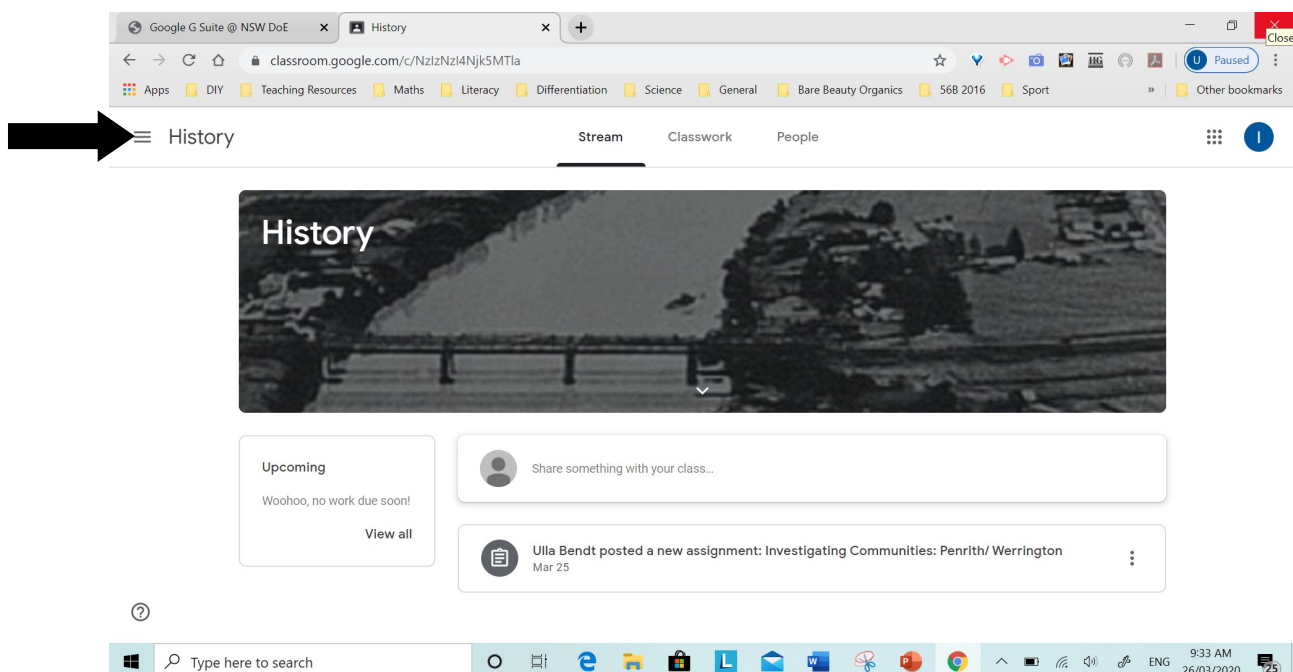 Google G Suite @ NSW DoE
History
Close
classroom.google.com/c/NzIzNzI4Njk5MTIa
U Paused
Apps DIY Teaching Resources Maths Literacy Differentiation Science General Bare Beauty Organics 56B 2016 Sport » Other bookmarks
History Stream Classwork People I
History
Upcoming
Woohoo, no work due soon!
View all
Share something with your class...
Ulla Bendt posted a new assignment: Investigating Communities: Penrith/ Werrington
Mar 25
Type here to search
ENG
9:33 AM
26/03/2020
25